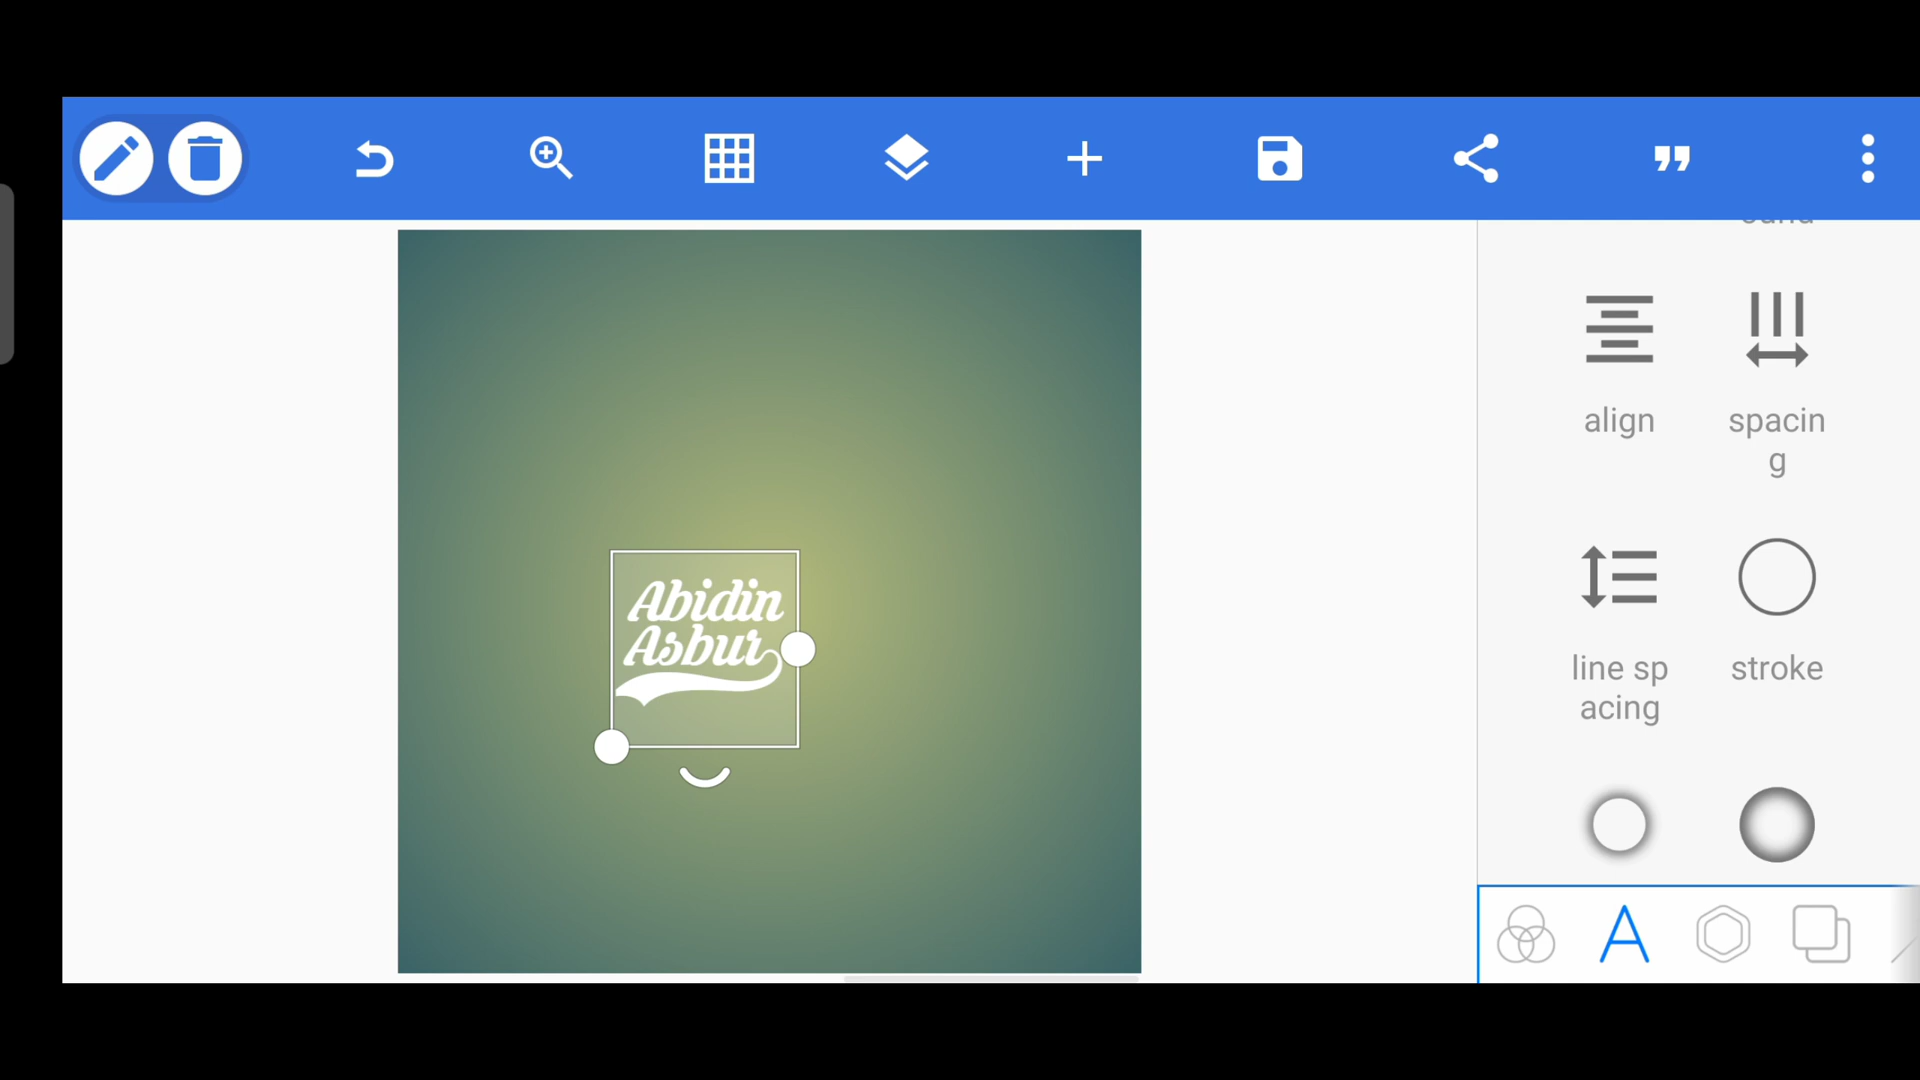 Abidin
Asbur
align
spacin
g
line sp
acing
stroke